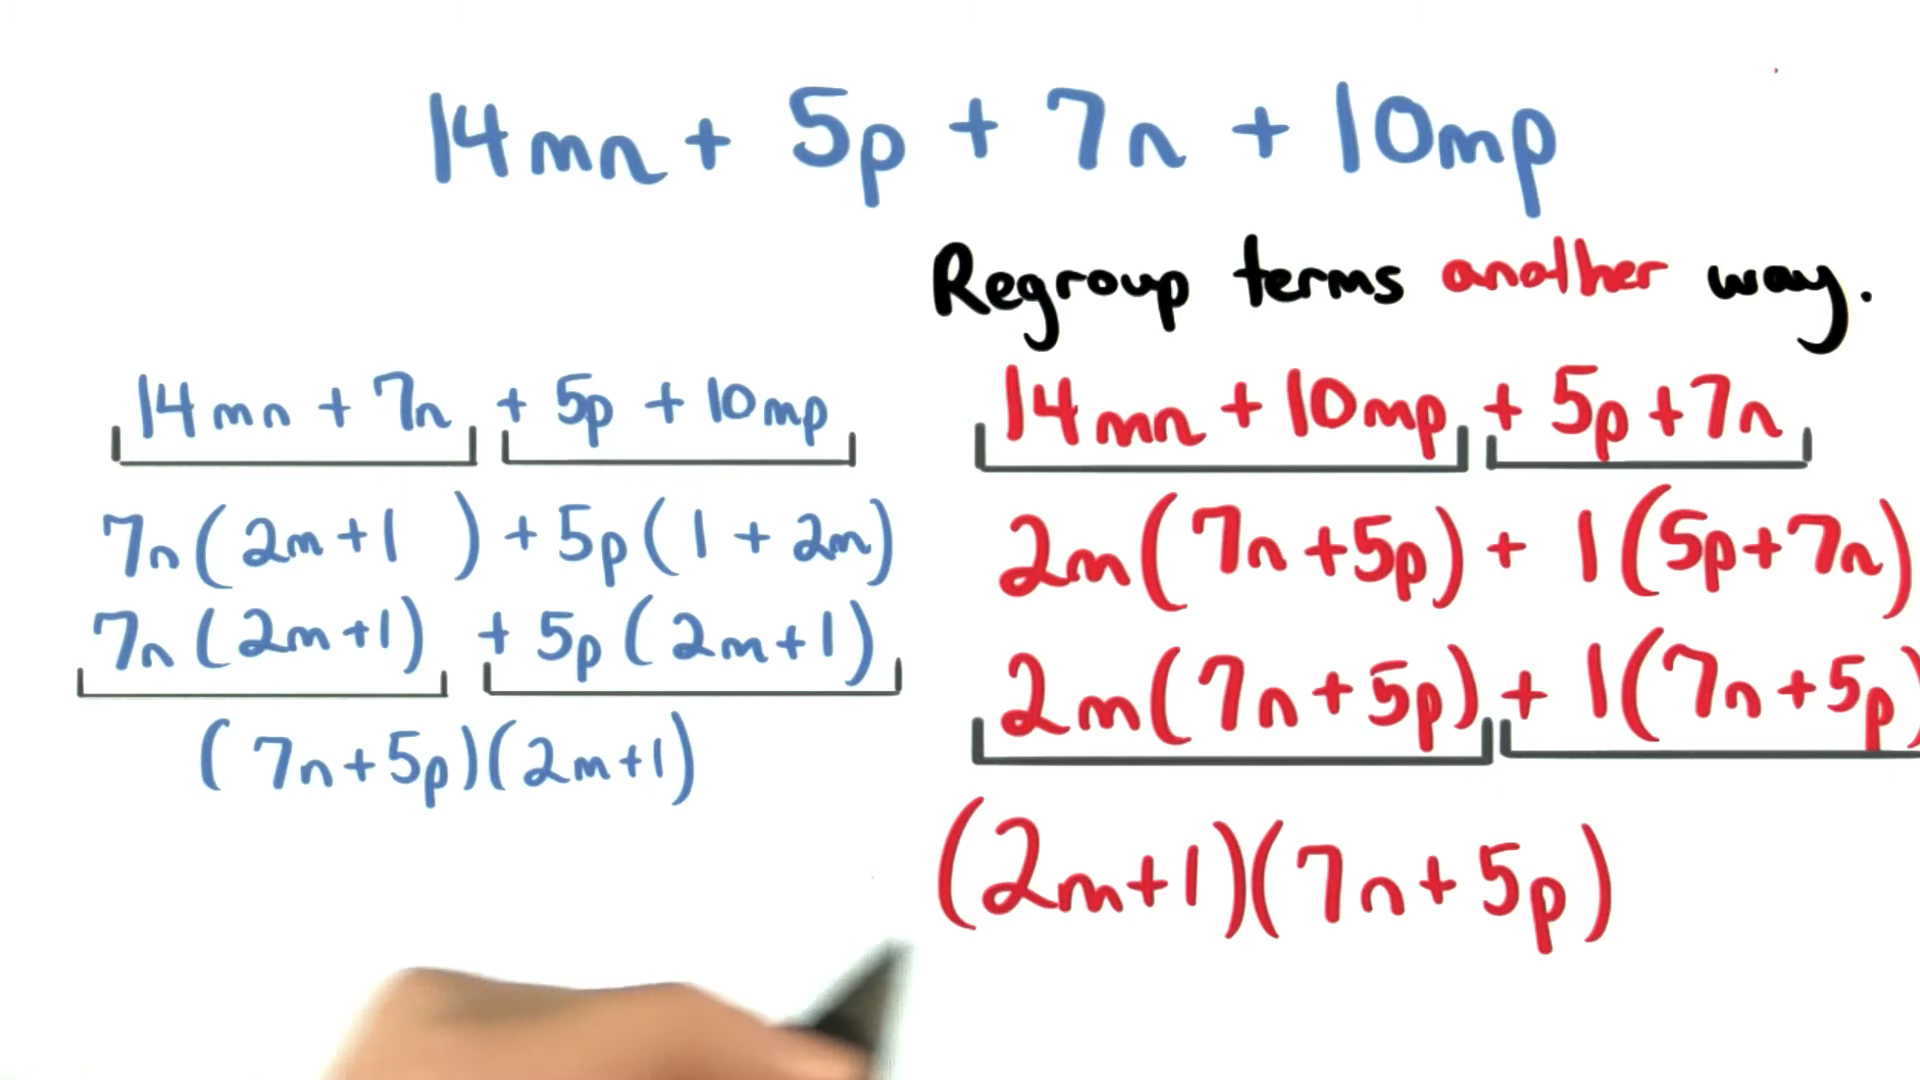 14mn + 5p + 7n + 10mp
Regroup terms another way.
14mn + 7n + 5p + 10mp
7n(2m+1 ) + 5p(1 + 2m)
7n(2m+1) + 5p(2m+1)
(7n+5p)(2m+1)
14mn + 10mp + 5p + 7n
2m(7n+5p) + 1(5p+7n)
2m(7n+5p) + 1(7n+5p)
(2m+1)(7n+5p)